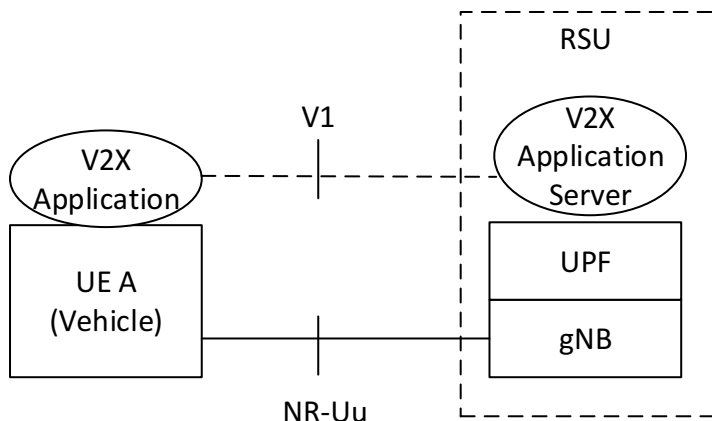 RSU
V1
V2X
Application
V2X
Application
Server
UE A
(Vehicle)
UPF
gNB
NR-Uu